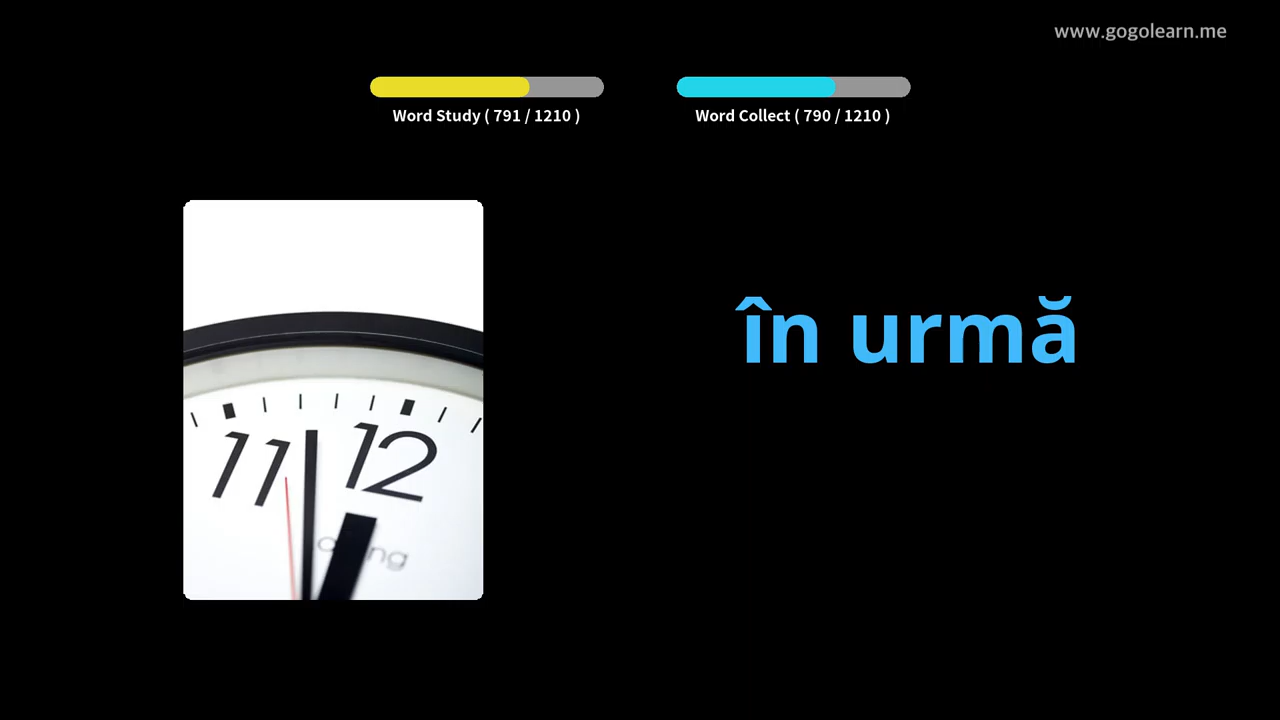 www.gogolearn.me
Word Study ( 791 / 1210 )
Word Collect ( 790 / 1210 )
în urmă
11
12